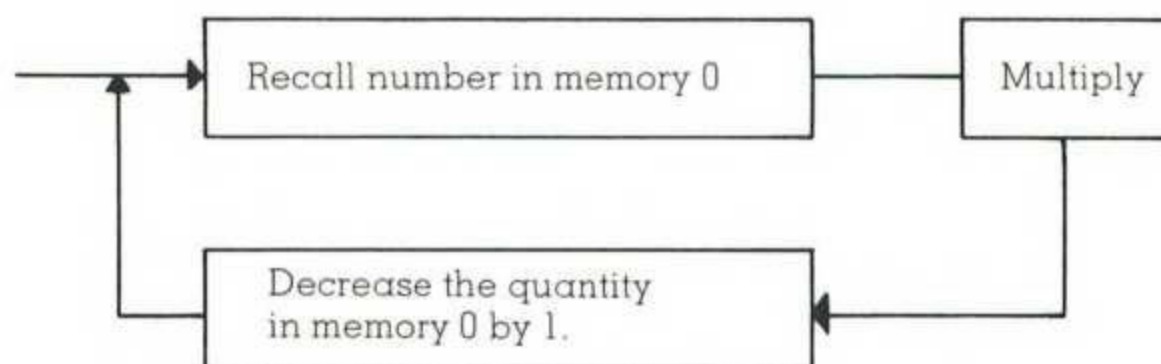 Recall number in memory 0
Multiply
Decrease the quantity
in memory 0 by 1.